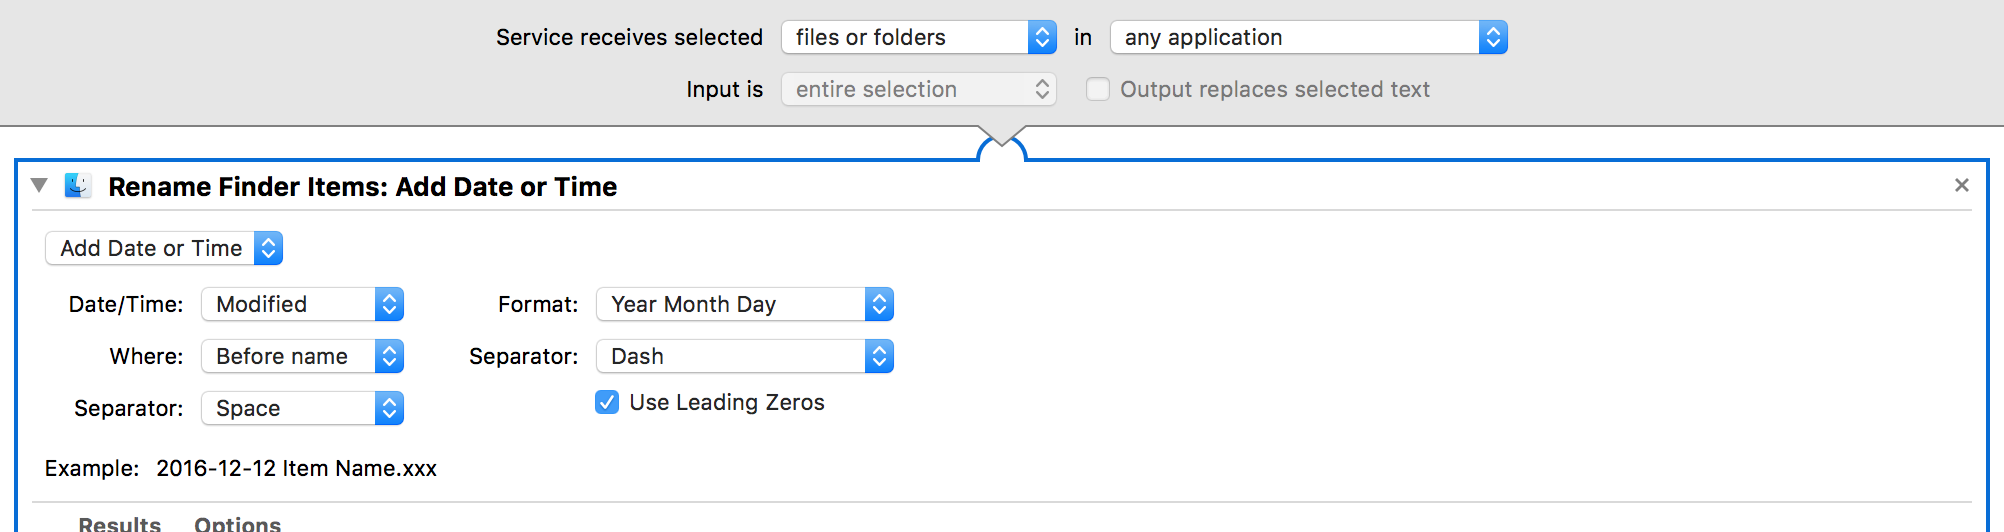 Service receives selected files or folders in any application
Input is entire selection Output replaces selected text
Rename Finder Items: Add Date or Time
Add Date or Time
Date/Time: Modified Format: Year Month Day
Where: Before name Separator: Dash
Separator: Space Use Leading Zeros
Example: 2016-12-12 Item Name.xxx
Results Options